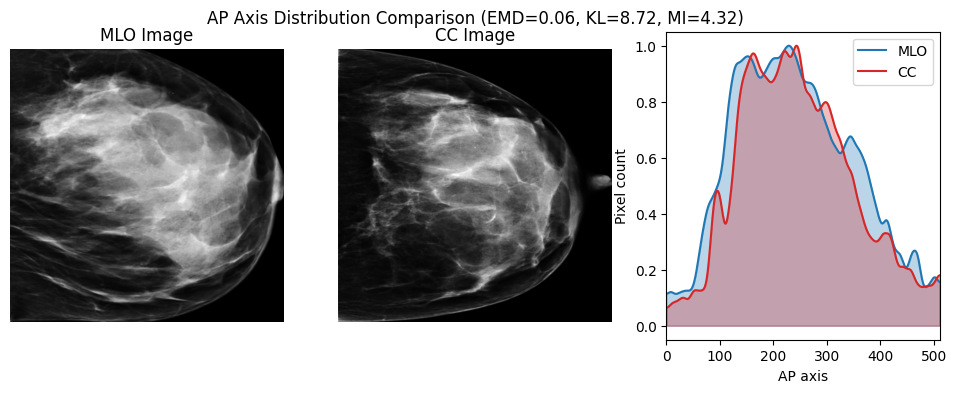 AP Axis Distribution Comparison (EMD=0.06, KL=8.72, MI=4.32)
MLO Image
CC Image
MLO
CC
1.0
0.8
0.6
0.4
0.2
0.0
Pixel count
0 100 200 300 400 500
AP axis